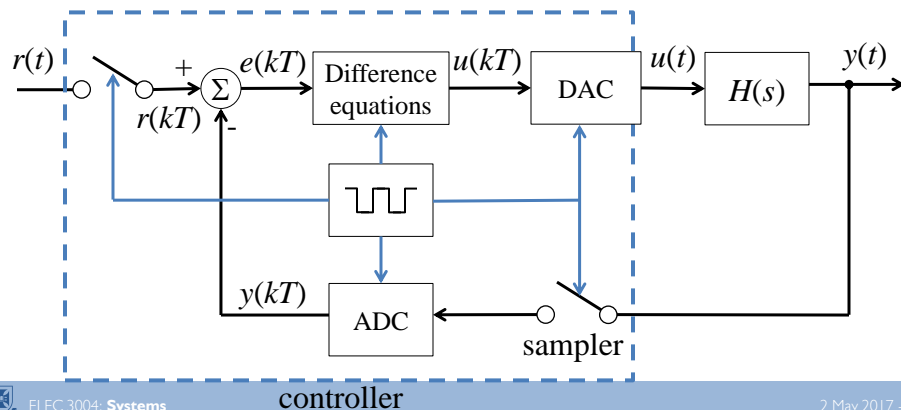 r(t)
+
e(kT)
u(kT)
u(t)
y(t)
Σ
Difference
equations
DAC
H(s)
r(kT)
-
y(kT)
ADC
sampler
controller
ELEC 3004: Systems
2 May 2017